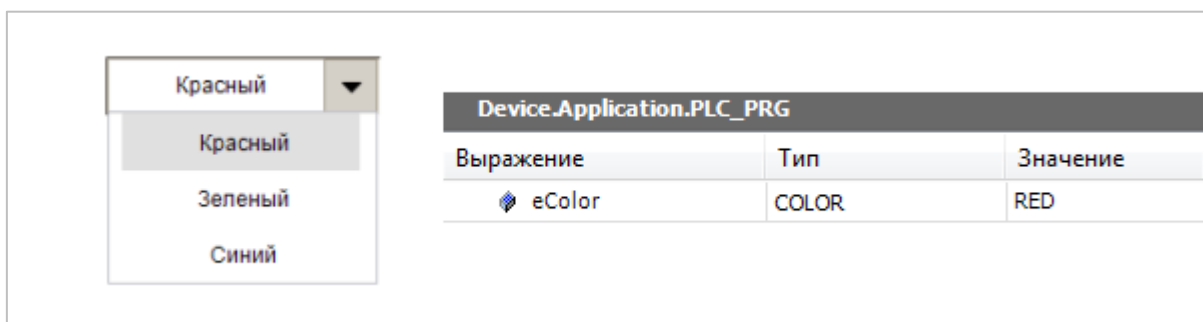 Красный
Красный
Зеленый
Синий
Device.Application.PLC_PRG
Выражение Тип Значение
eColor COLOR RED